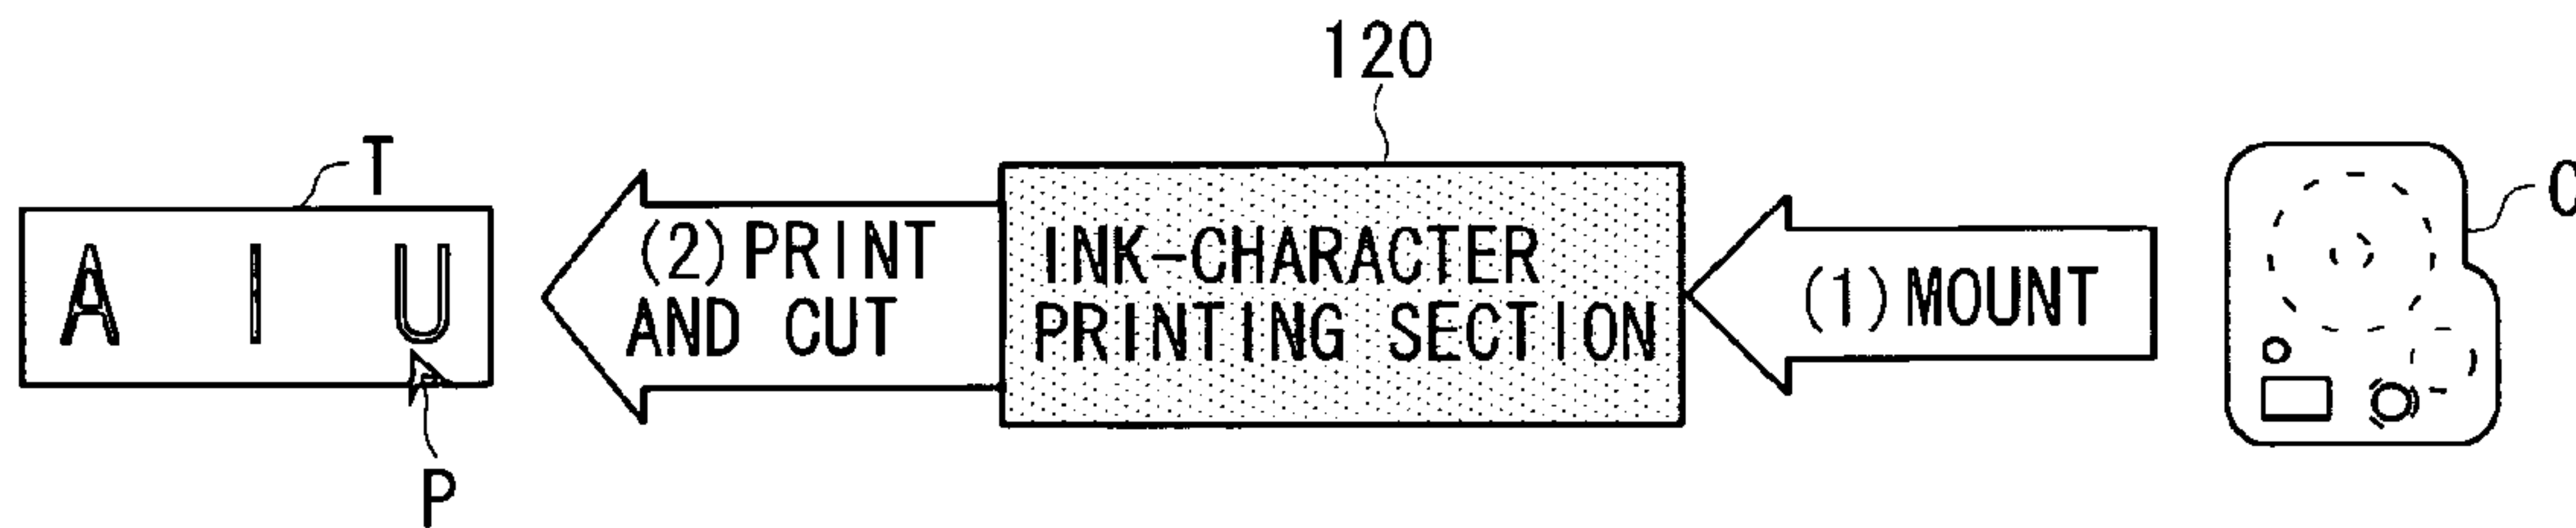 120
T
A I U
P
(2)PRINT
AND CUT
INK-CHARACTER
PRINTING SECTION
(1)MOUNT